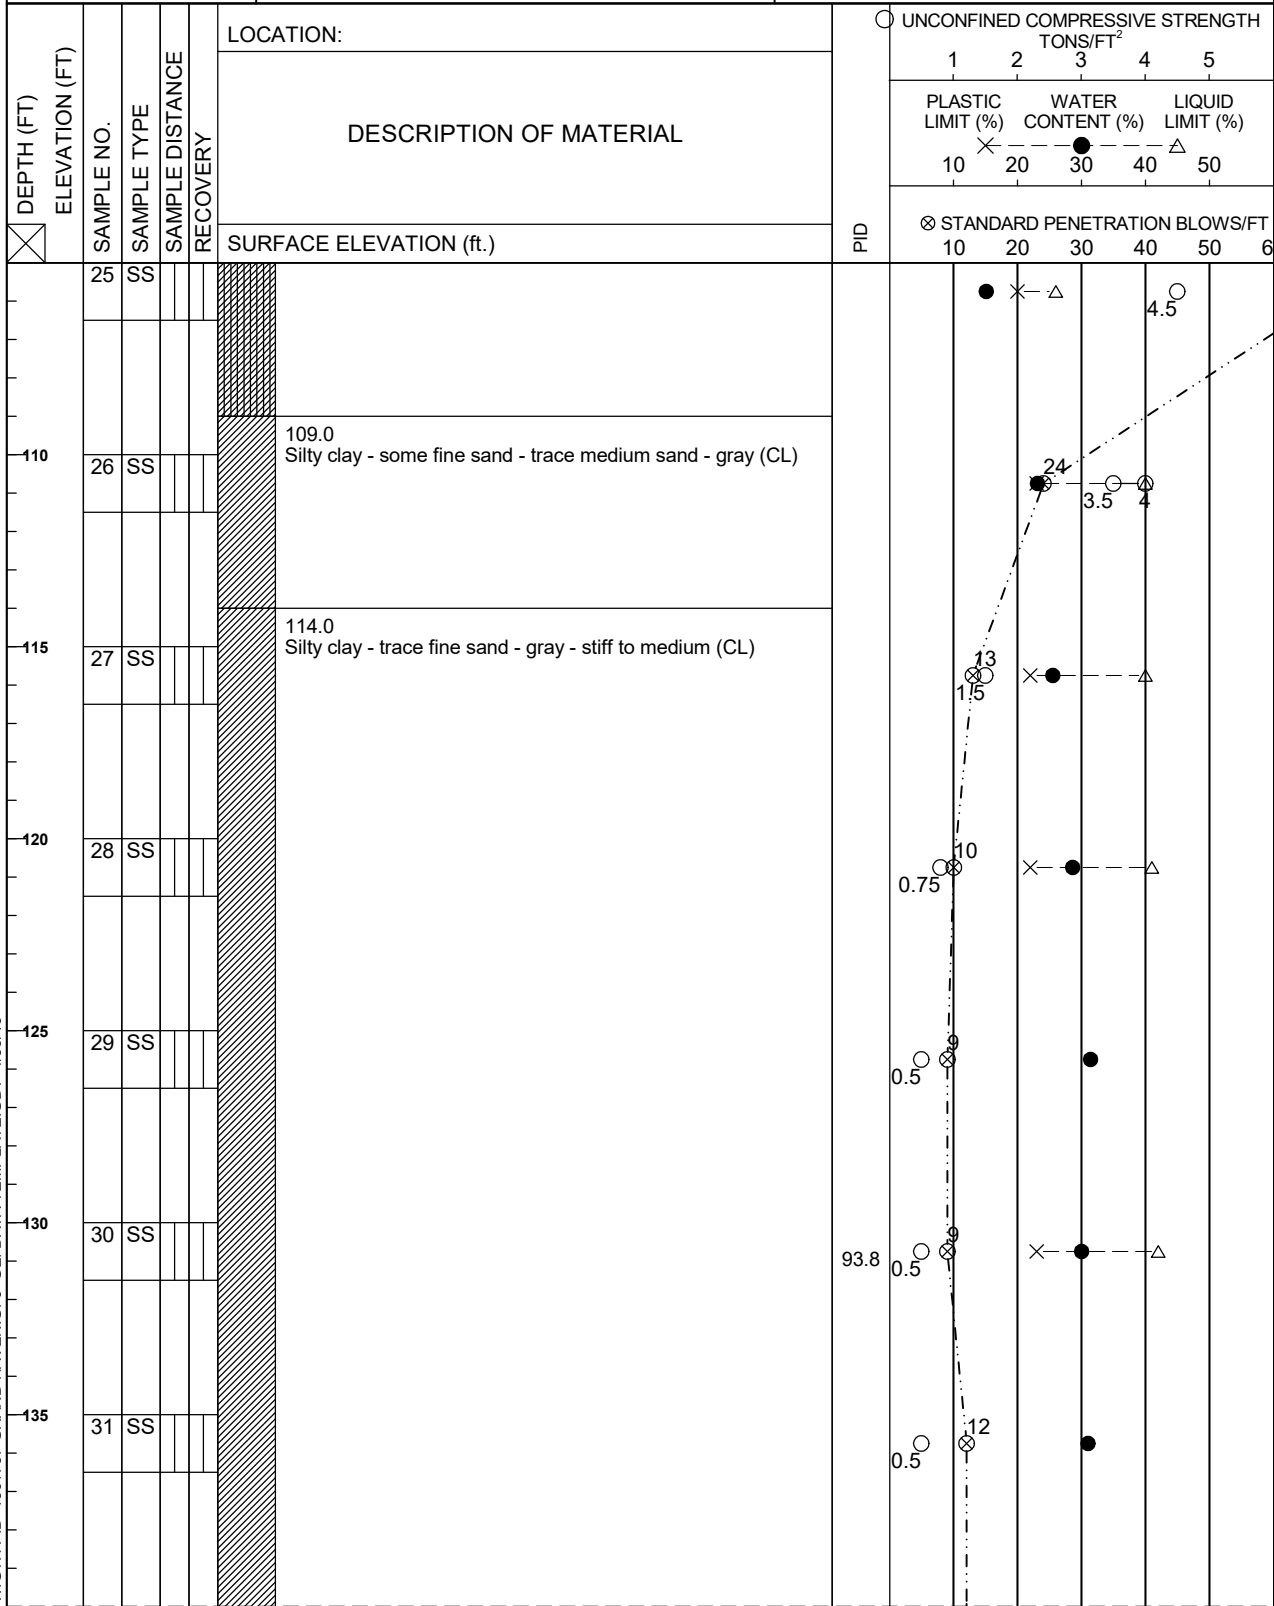 UNCONFINED COMPRESSIVE STRENGTH
TONS/FT²
1 2 3 4 5
PLASTIC LIMIT (%)
WATER CONTENT (%)
LIQUID LIMIT (%)
10 20 30 40 50
STANDARD PENETRATION BLOWS/FT
10 20 30 40 50 6
DEPTH (FT)
ELEVATION (FT)
SAMPLE NO.
SAMPLE TYPE
SAMPLE DISTANCE
RECOVERY
LOCATION:
DESCRIPTION OF MATERIAL
SURFACE ELEVATION (ft.)
PID
25 SS
4.5
109.0
Silty clay - some fine sand - trace medium sand - gray (CL)
110
26 SS
24
3.5 4
114.0
Silty clay - trace fine sand - gray - stiff to medium (CL)
115
27 SS
13
1.5
120
28 SS
10
0.75
125
29 SS
9
0.5
130
30 SS
9
93.8
0.5
135
31 SS
12
0.5